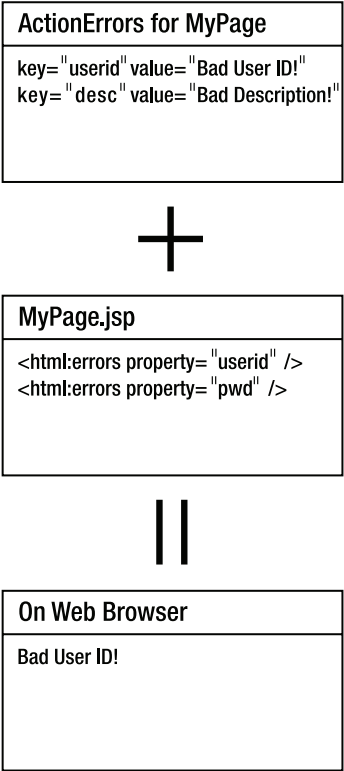 ActionErrors for MyPage
key="userid" value="Bad User ID!"
key="desc" value="Bad Description!"
MyPage.jsp
<html:errors property="userid" />
<html:errors property="pwd" />
On Web Browser
Bad User ID!